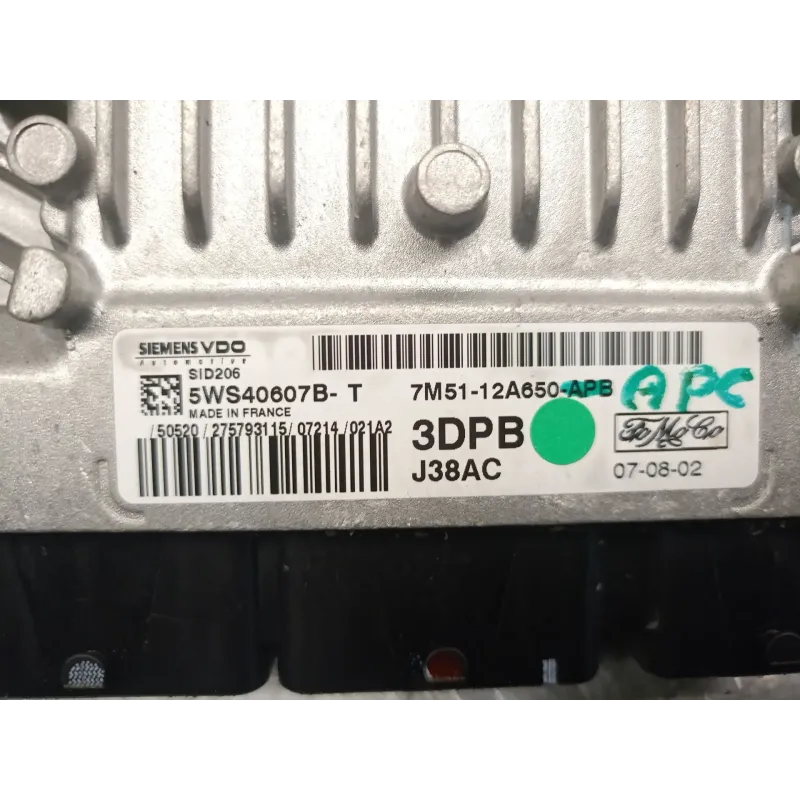 SIEMENS VDO
Automotive
SID206
5WS40607B- T
MADE IN FRANCE
/50520/275793115/07214/021A2
7M51-12A650-APB
APC
3DPB
J38AC
FoMoCo
07-08-02